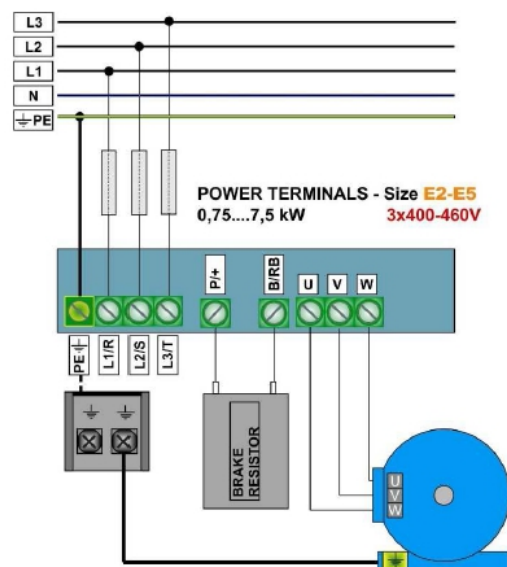 L3
L2
L1
N
PE
POWER TERMINALS - Size E2-E5
0,75....7,5 kW 3x400-460V
P/+
B/RB
U
V
W
PE
L1/R
L2/S
L3/T
BRAKE
RESISTOR
U
V
W